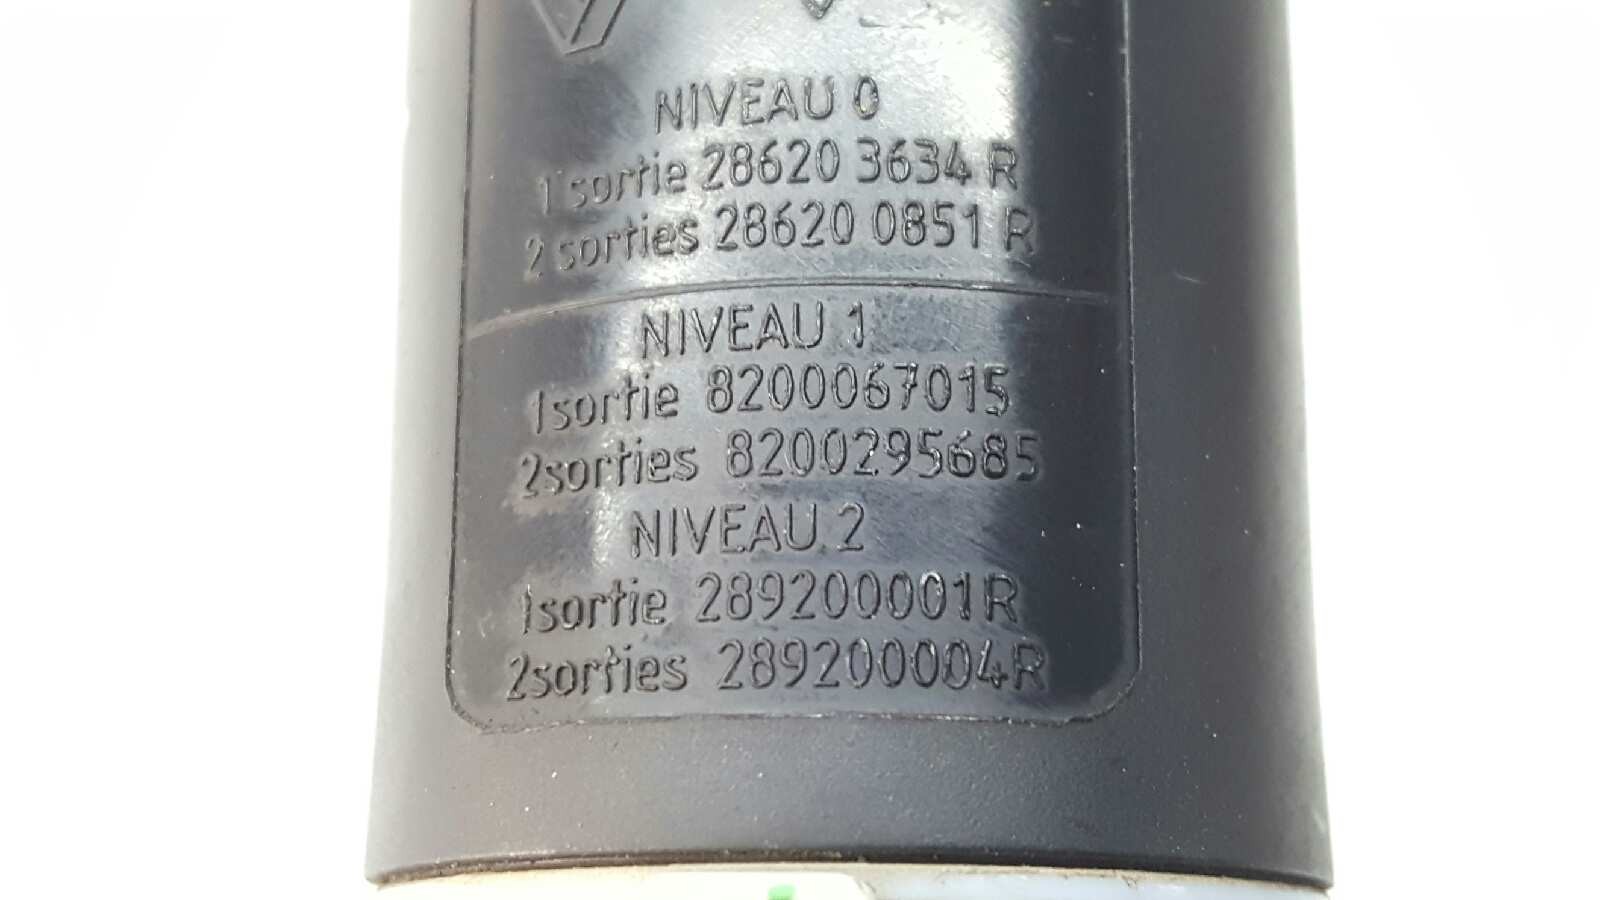 NIVEAU 0
1 sortie 28620 3634 R
2 sorties 28620 0851 R
NIVEAU 1
1sortie 8200067015
2sorties 8200295685
NIVEAU 2
1sortie 289200001R
2sorties 289200004R